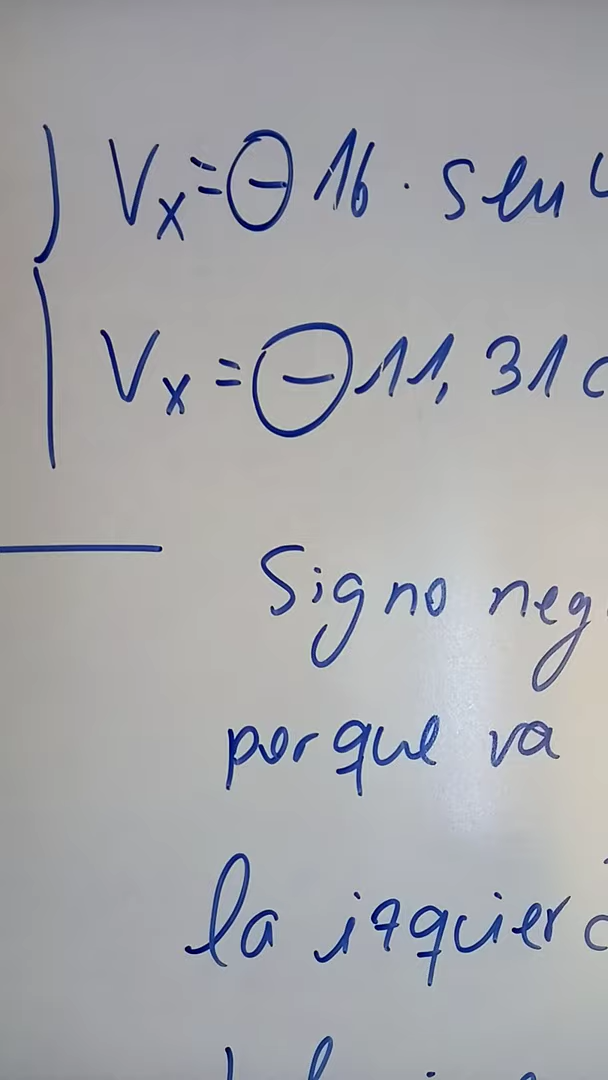 Vx = - 16 · sen
Vx = - 11,31
Signo neg
porque va
la izquier